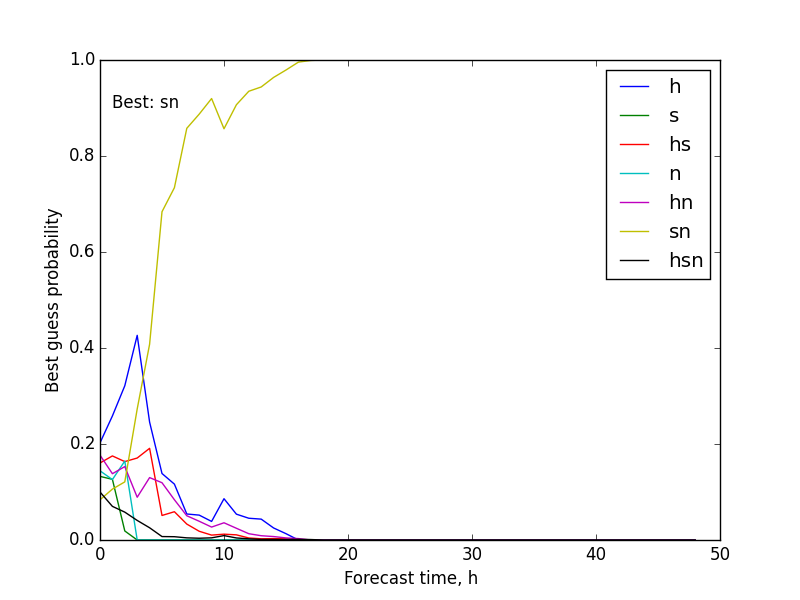 1.0
0.8
0.6
0.4
0.2
0.0
Best guess probability
Best: sn
h
s
hs
n
hn
sn
hsn
0 10 20 30 40 50
Forecast time, h